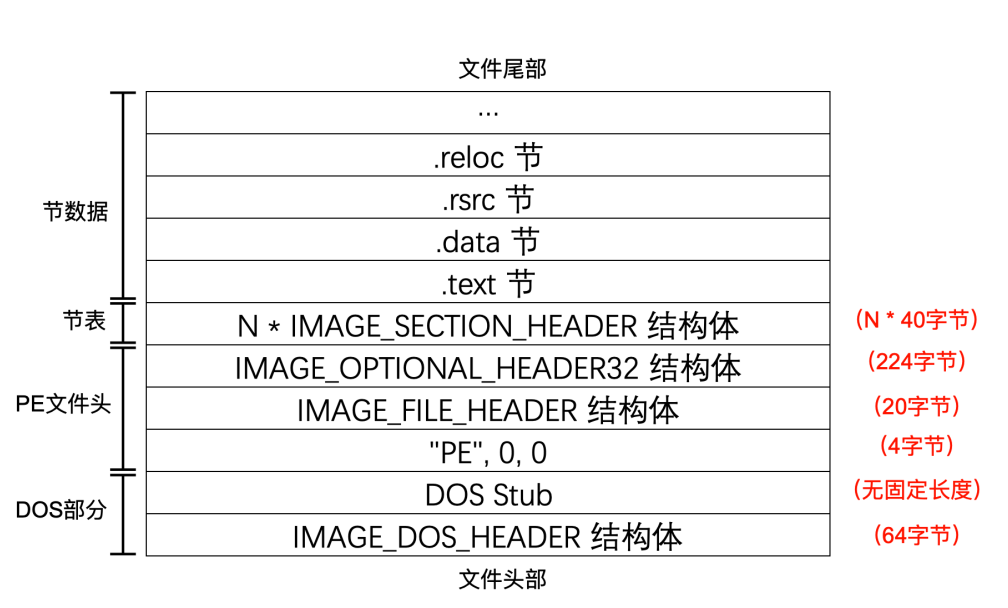 文件尾部
...
.reloc 节
.rsrc 节
节数据
.data 节
.text 节
节表
N * IMAGE_SECTION_HEADER 结构体
(N * 40字节)
IMAGE_OPTIONAL_HEADER32 结构体
(224字节)
PE文件头
IMAGE_FILE_HEADER 结构体
(20字节)
"PE", 0, 0
(4字节)
DOS Stub
(无固定长度)
DOS部分
IMAGE_DOS_HEADER 结构体
(64字节)
文件头部